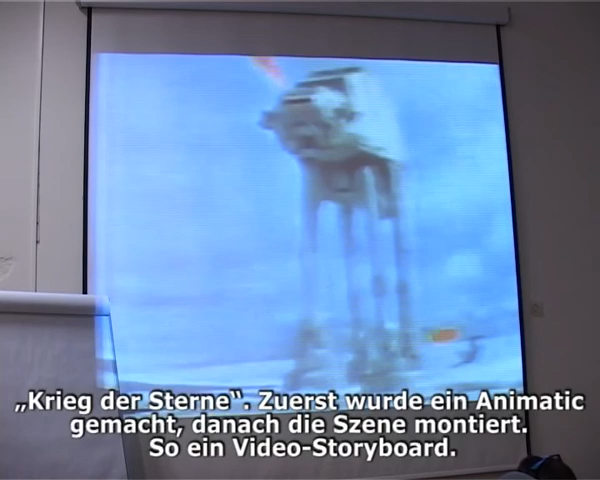 „Krieg der Sterne“. Zuerst wurde ein Animatic
gemacht, danach die Szene montiert.
So ein Video-Storyboard.